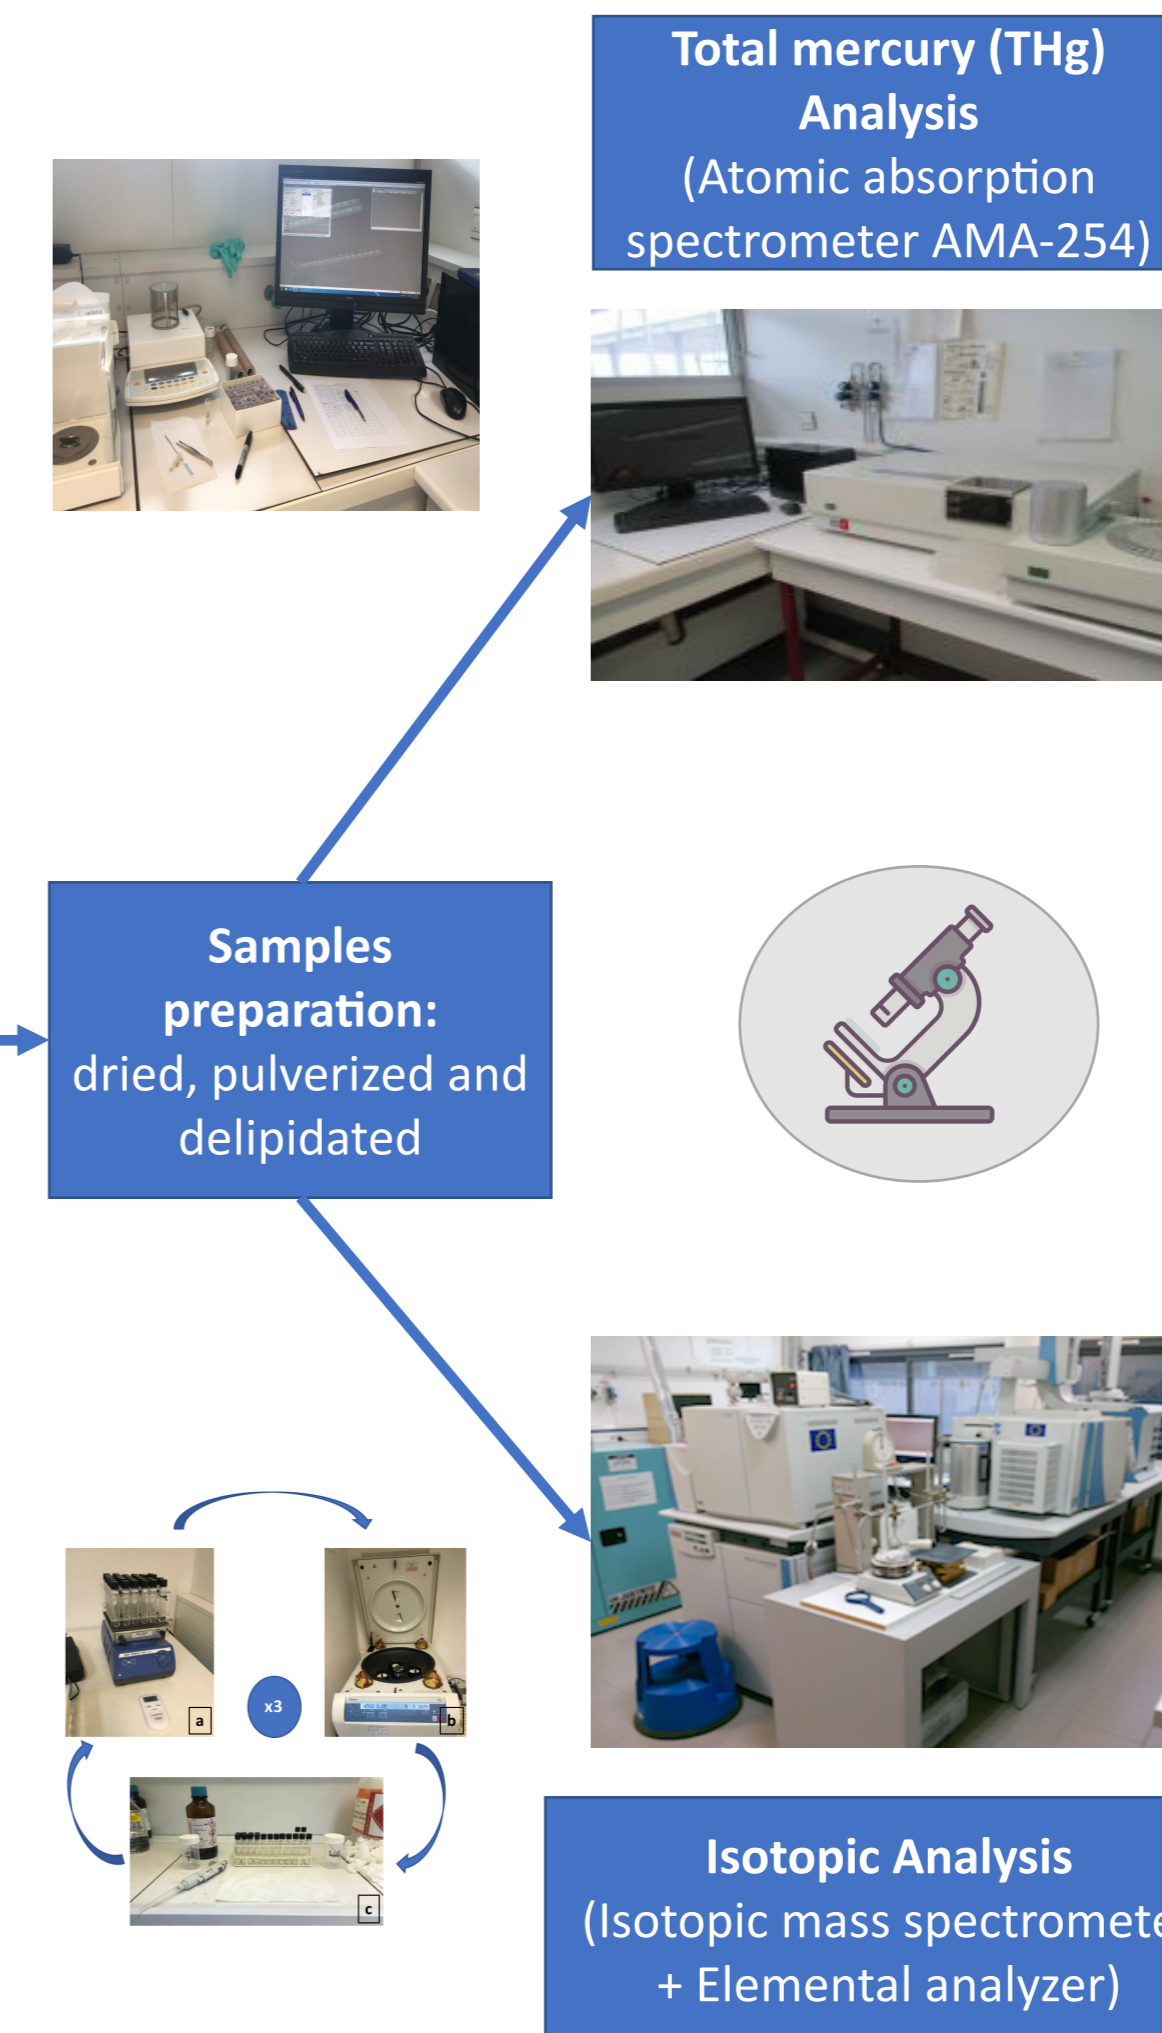 Total mercury (THg)
Analysis
(Atomic absorption
spectrometer AMA-254)
Samples
preparation:
dried, pulverized and
delipidated
x3
a
b
c
Isotopic Analysis
(Isotopic mass spectromete
+ Elemental analyzer)